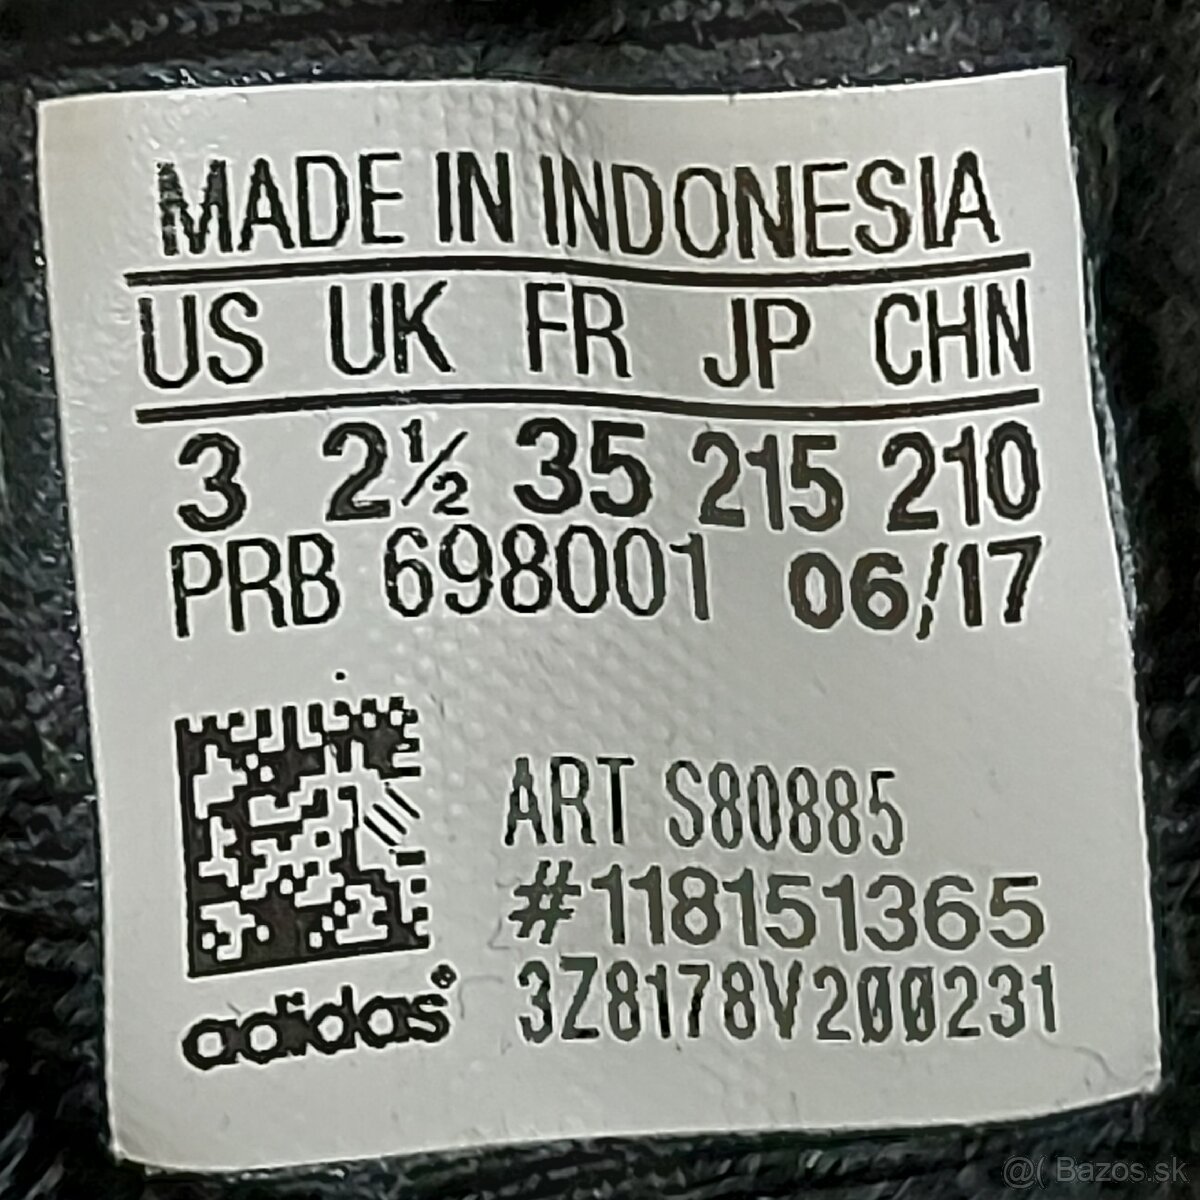 MADE IN INDONESIA
US UK FR JP CHN
3 2½ 35 215 210
PRB 698001 06/17
ART S80885
#118151365
adidas® 3Z8178V200231
@( Bazos.sk